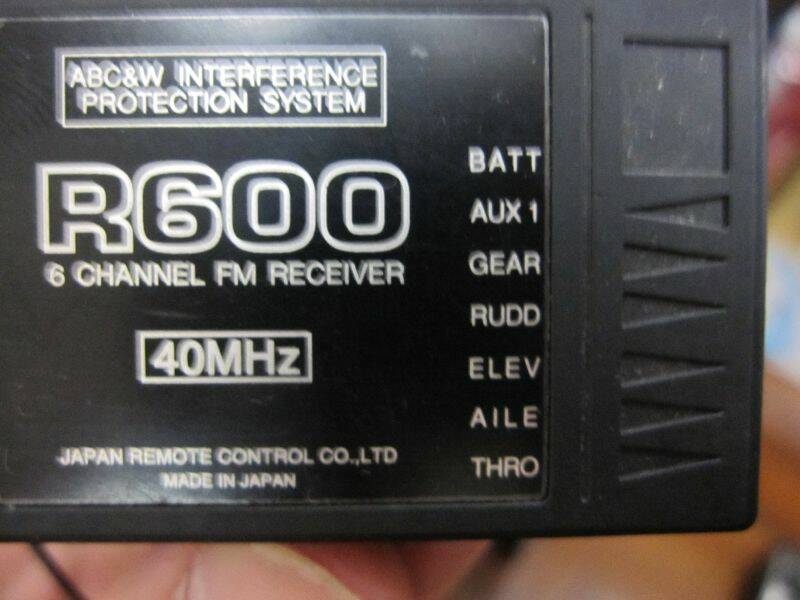 ABC&W INTERFERENCE
PROTECTION SYSTEM
R600
6 CHANNEL FM RECEIVER
40MHz
JAPAN REMOTE CONTROL CO.,LTD
MADE IN JAPAN
BATT
AUX 1
GEAR
RUDD
ELEV
AILE
THRO